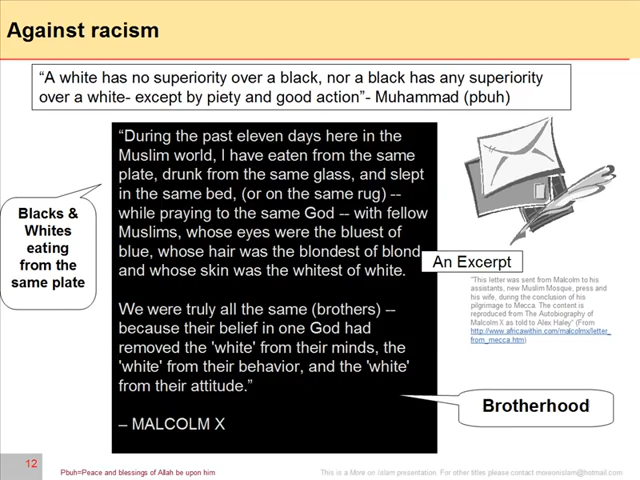 Against racism
“A white has no superiority over a black, nor a black has any superiority
over a white- except by piety and good action”- Muhammad (pbuh)
“During the past eleven days here in the
Muslim world, I have eaten from the same
plate, drunk from the same glass, and slept
in the same bed, (or on the same rug) --
while praying to the same God -- with fellow
Muslims, whose eyes were the bluest of
blue, whose hair was the blondest of blond
and whose skin was the whitest of white.
We were truly all the same (brothers) --
because their belief in one God had
removed the 'white' from their minds, the
'white' from their behavior, and the 'white'
from their attitude.”
– MALCOLM X
Blacks &
Whites
eating
from the
same plate
An Excerpt
"This letter was sent from Malcolm to his
assistants, new Muslim Mosque, press and
his wife, during the conclusion of his
pilgrimage to Mecca. The content is
reproduced from The Autobiography of
Malcolm X as told to Alex Haley" (From
http://www.africawithin.com/malcolmx/letter_
from_mecca.htm)
Brotherhood
12
Pbuh=Peace and blessings of Allah be upon him
This is a More on Islam presentation. For other titles please contact moreonislam@hotmail.com